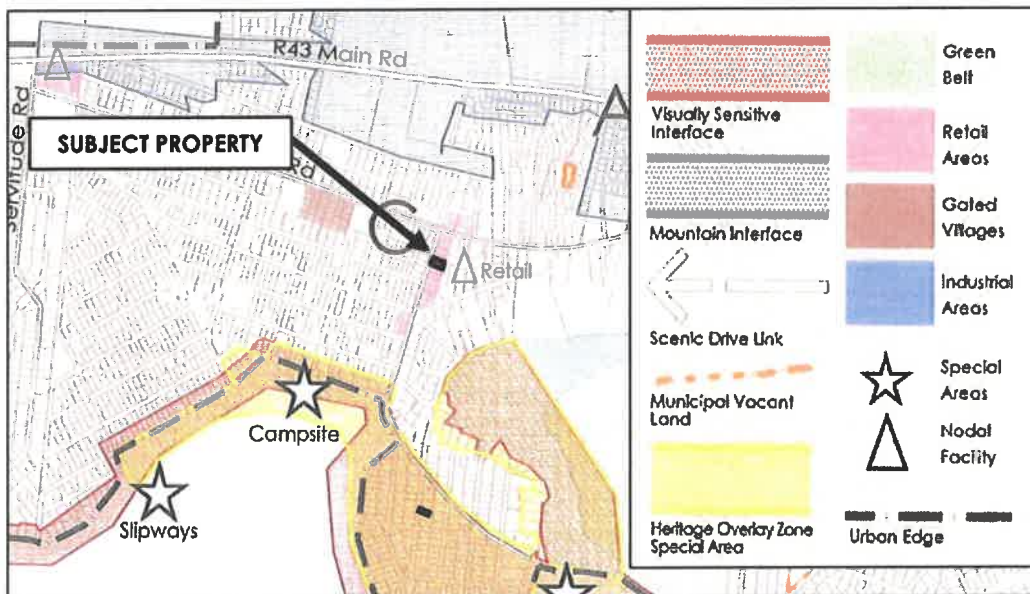 R43 Main Rd
Servitude Rd
SUBJECT PROPERTY
Rd
Retail
Campsite
Slipways
Visually Sensitive
Interface
Mountain Interface
Scenic Drive Link
Municipal Vacant
Land
Heritage Overlay Zone
Special Area
Green
Belt
Retail
Areas
Gated
Villages
Industrial
Areas
Special
Areas
Nodal
Facility
Urban Edge